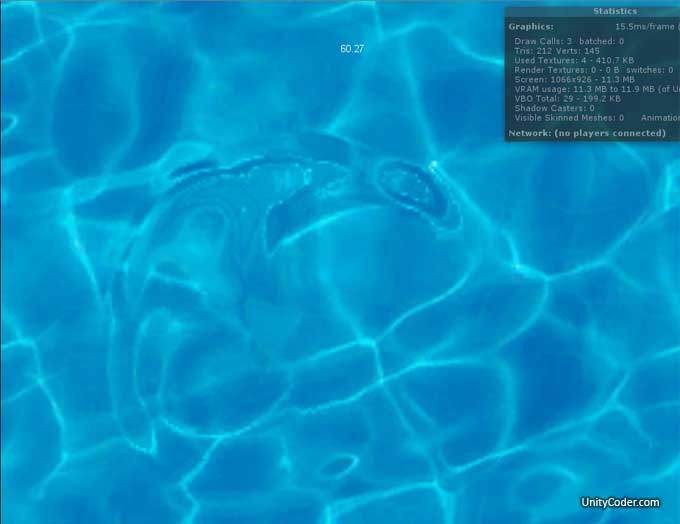 Statistics
Graphics: 15.5ms/frame (
Draw Calls: 3 batched: 0
Tris: 212 Verts: 145
Used Textures: 4 - 410.7 KB
Render Textures: 0 - 0 B switches: 0
Screen: 1066x926 - 11.3 MB
VRAM usage: 11.3 MB to 11.9 MB (of Un
VBO Total: 29 - 199.2 KB
Shadow Casters: 0
Visible Skinned Meshes: 0 Animation
Network: (no players connected)
60.27
UnityCoder.com